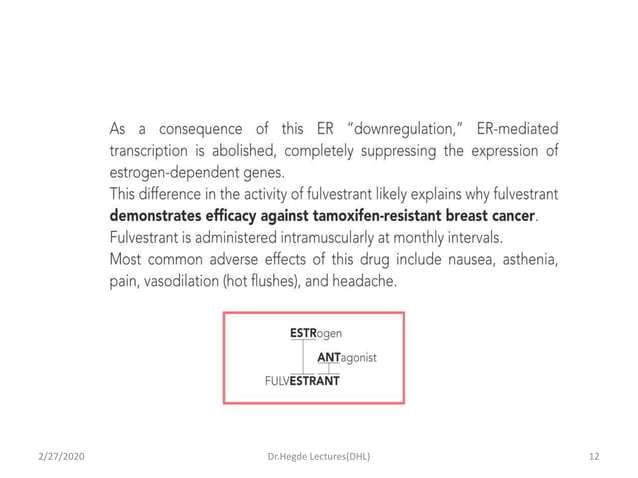 As a consequence of this ER “downregulation,” ER-mediated
transcription is abolished, completely suppressing the expression of
estrogen-dependent genes.
This difference in the activity of fulvestrant likely explains why fulvestrant
demonstrates efficacy against tamoxifen-resistant breast cancer.
Fulvestrant is administered intramuscularly at monthly intervals.
Most common adverse effects of this drug include nausea, asthenia,
pain, vasodilation (hot flushes), and headache.
ESTRogen
ANTagonist
FULVESTRANT
2/27/2020
Dr.Hegde Lectures(DHL)
12